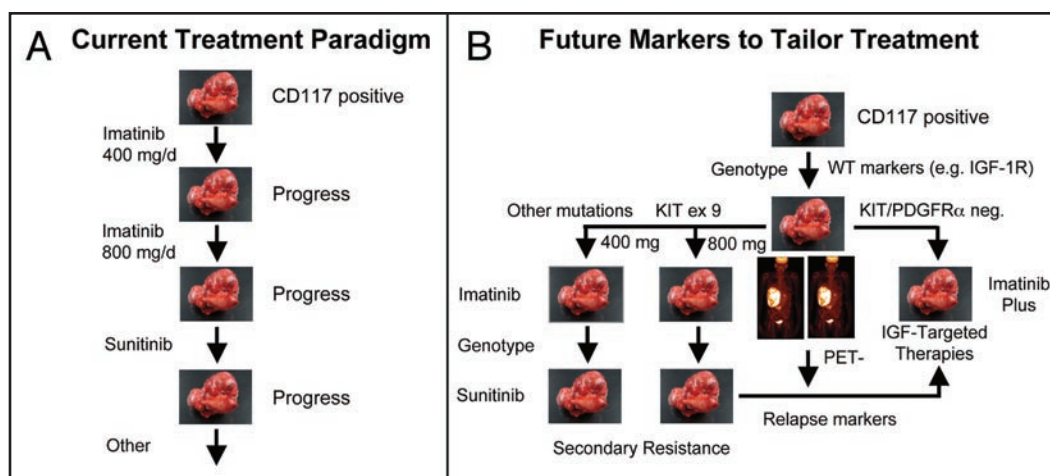 A Current Treatment Paradigm
CD117 positive
Imatinib
400 mg/d
Progress
Imatinib
800 mg/d
Progress
Sunitinib
Progress
Other
B Future Markers to Tailor Treatment
CD117 positive
Genotype WT markers (e.g. IGF-1R)
Other mutations KIT ex 9 KIT/PDGFRα neg.
400 mg 800 mg
Imatinib
Imatinib
Plus
IGF-Targeted
Therapies
Genotype
PET-
Sunitinib
Relapse markers
Secondary Resistance